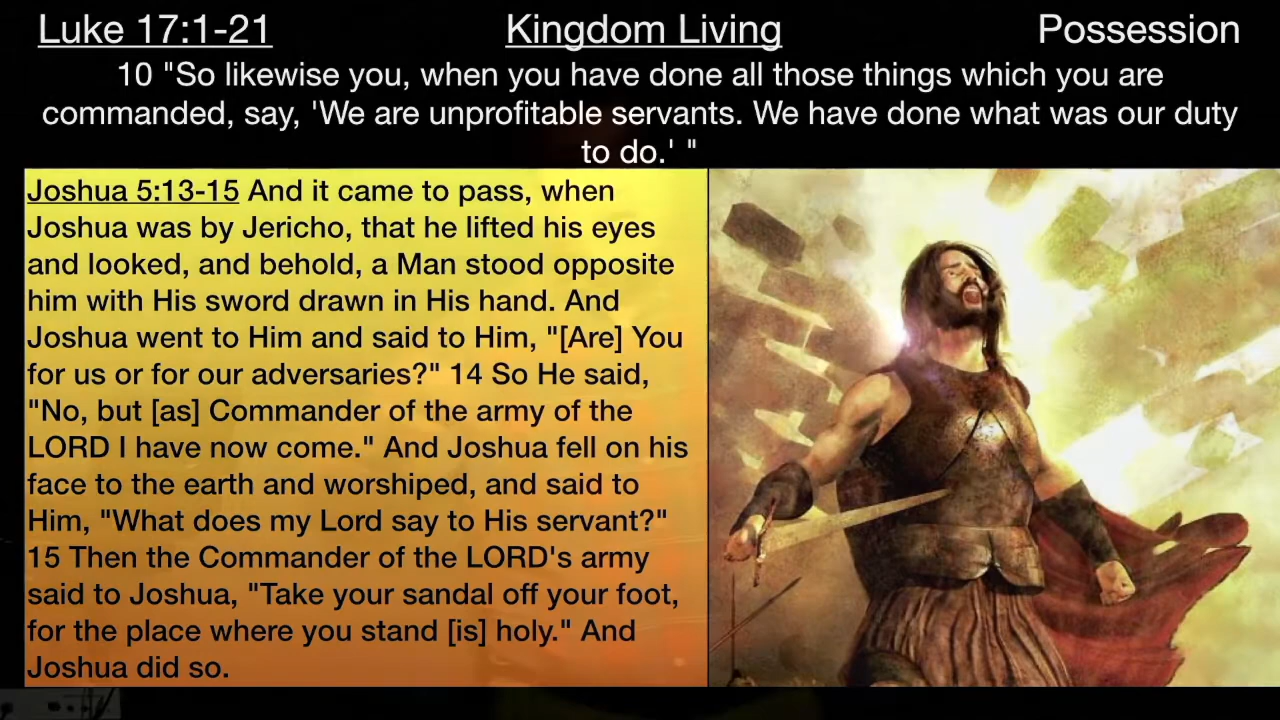 Luke 17:1-21 Kingdom Living Possession
10 "So likewise you, when you have done all those things which you are
commanded, say, 'We are unprofitable servants. We have done what was our duty
to do.' "
Joshua 5:13-15 And it came to pass, when
Joshua was by Jericho, that he lifted his eyes
and looked, and behold, a Man stood opposite
him with His sword drawn in His hand. And
Joshua went to Him and said to Him, "[Are] You
for us or for our adversaries?" 14 So He said,
"No, but [as] Commander of the army of the
LORD I have now come." And Joshua fell on his
face to the earth and worshiped, and said to
Him, "What does my Lord say to His servant?"
15 Then the Commander of the LORD's army
said to Joshua, "Take your sandal off your foot,
for the place where you stand [is] holy." And
Joshua did so.